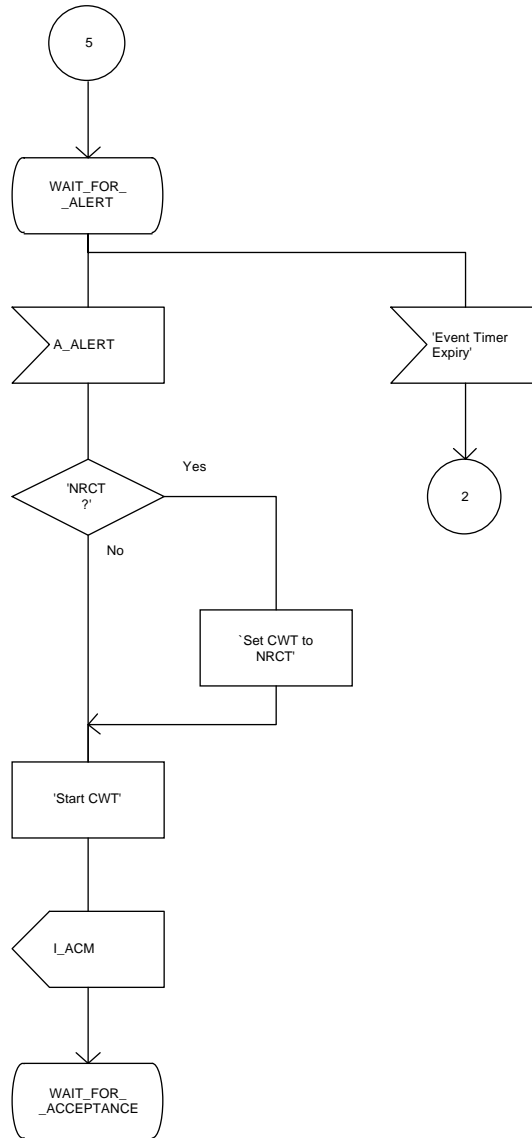 5
WAIT_FOR_
_ALERT
A_ALERT
'Event Timer
Expiry'
'NRCT
?'
Yes
2
No
`Set CWT to
NRCT'
'Start CWT'
I_ACM
WAIT_FOR_
_ACCEPTANCE